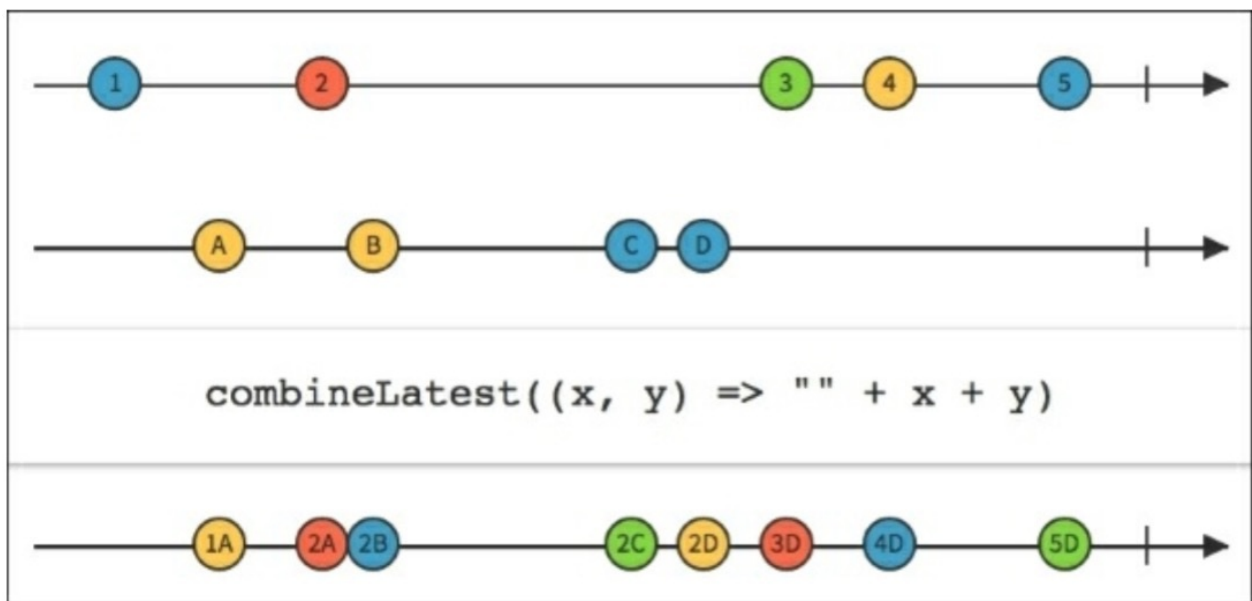 1 2 3 4 5
A B C D
combineLatest((x, y) => "" + x + y)
1A 2A 2B 2C 2D 3D 4D 5D